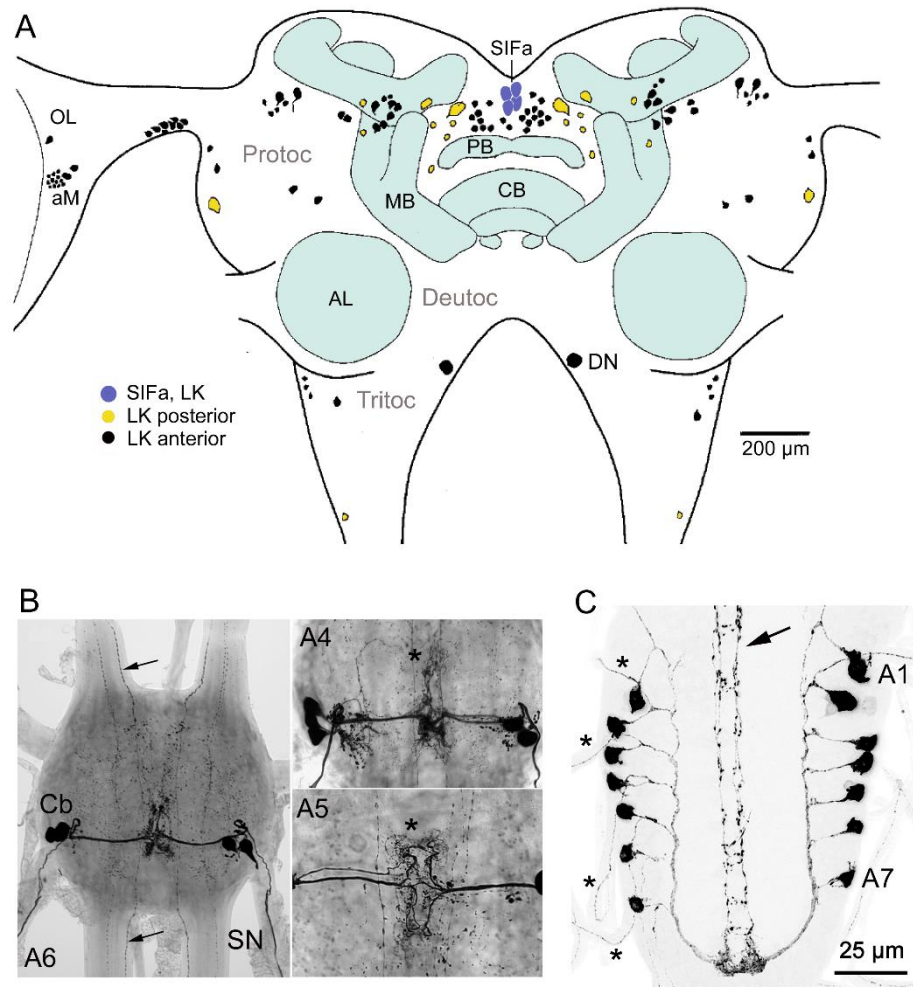 A
SIFa
OL
aM
Protoc
PB
CB
MB
AL
Deutoc
DN
SIFa, LK
LK posterior
LK anterior
Tritoc
200 µm
B
Cb
A6
SN
A4
*
A5
*
C
*
*
*
*
A1
A7
25 µm